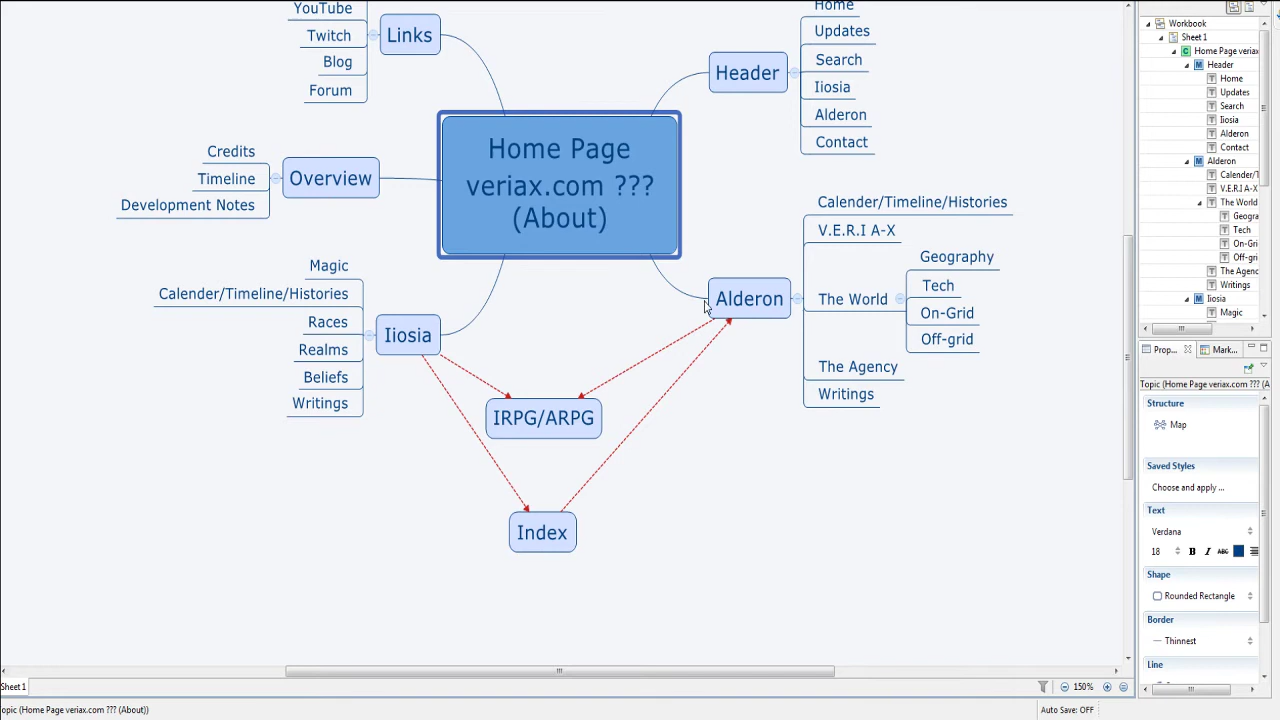 YouTube
Twitch
Blog
Forum
Links
Credits
Timeline
Development Notes
Overview
Magic
Calender/Timeline/Histories
Races
Realms
Beliefs
Writings
Iiosia
Home Page
veriax.com ???
(About)
IRPG/ARPG
Index
Header
Home
Updates
Search
Iiosia
Alderon
Contact
Alderon
Calender/Timeline/Histories
V.E.R.I A-X
The World
Geography
Tech
On-Grid
Off-grid
The Agency
Writings
Workbook
Sheet 1
Home Page veriax
Header
Home
Updates
Search
Iiosia
Alderon
Contact
Alderon
Calender/T
V.E.R.I A-X
The World
Geogra
Tech
On-Gri
Off-gri
The Agenc
Writings
Iiosia
Magic
Prop...
Mark...
Topic (Home Page veriax.com ??? (A
Structure
Map
Saved Styles
Choose and apply ...
Text
Verdana
18 B I ABC
Shape
Rounded Rectangle
Border
Thinnest
Line
Sheet 1
150%
opic (Home Page veriax.com ??? (About))
Auto Save: OFF